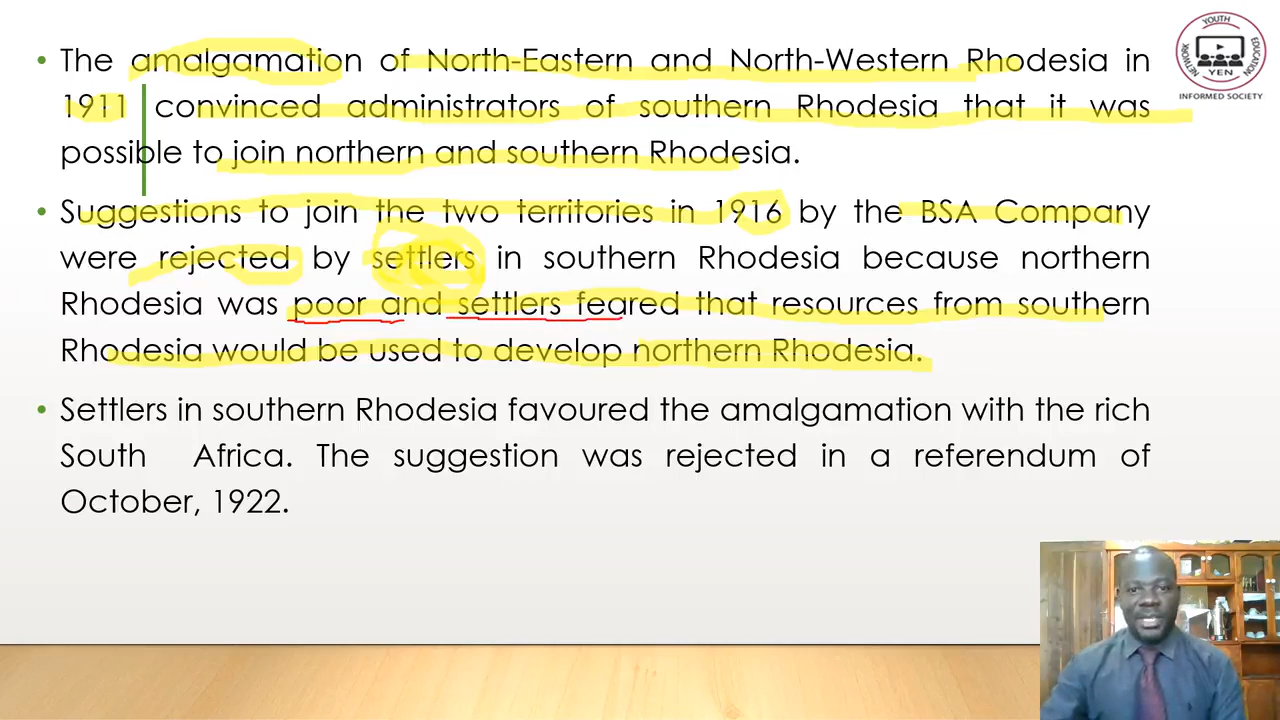 • The amalgamation of North-Eastern and North-Western Rhodesia in
1911 convinced administrators of southern Rhodesia that it was
possible to join northern and southern Rhodesia.
• Suggestions to join the two territories in 1916 by the BSA Company
were rejected by settlers in southern Rhodesia because northern
Rhodesia was poor and settlers feared that resources from southern
Rhodesia would be used to develop northern Rhodesia.
• Settlers in southern Rhodesia favoured the amalgamation with the rich
South Africa. The suggestion was rejected in a referendum of
October, 1922.
YOUTH
EDUCATION
NETWORK
YEN
INFORMED SOCIETY